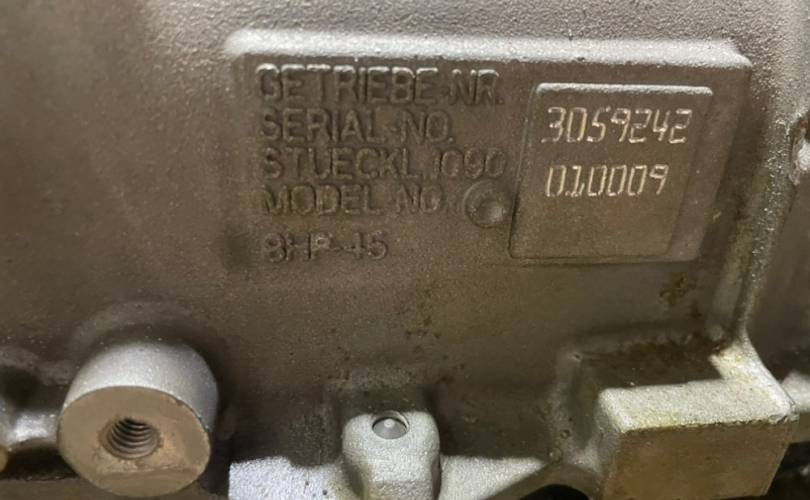 GETRIEBE-NR. 3059242
SERIAL-NO.
STUECKL.1090 010009
MODEL NO.
8HP-45